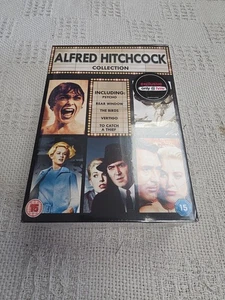 ALFRED HITCHCOCK
COLLECTION
INCLUDING:
PSYCHO
REAR WINDOW
THE BIRDS
VERTIGO
TO CATCH
A THIEF
15
15